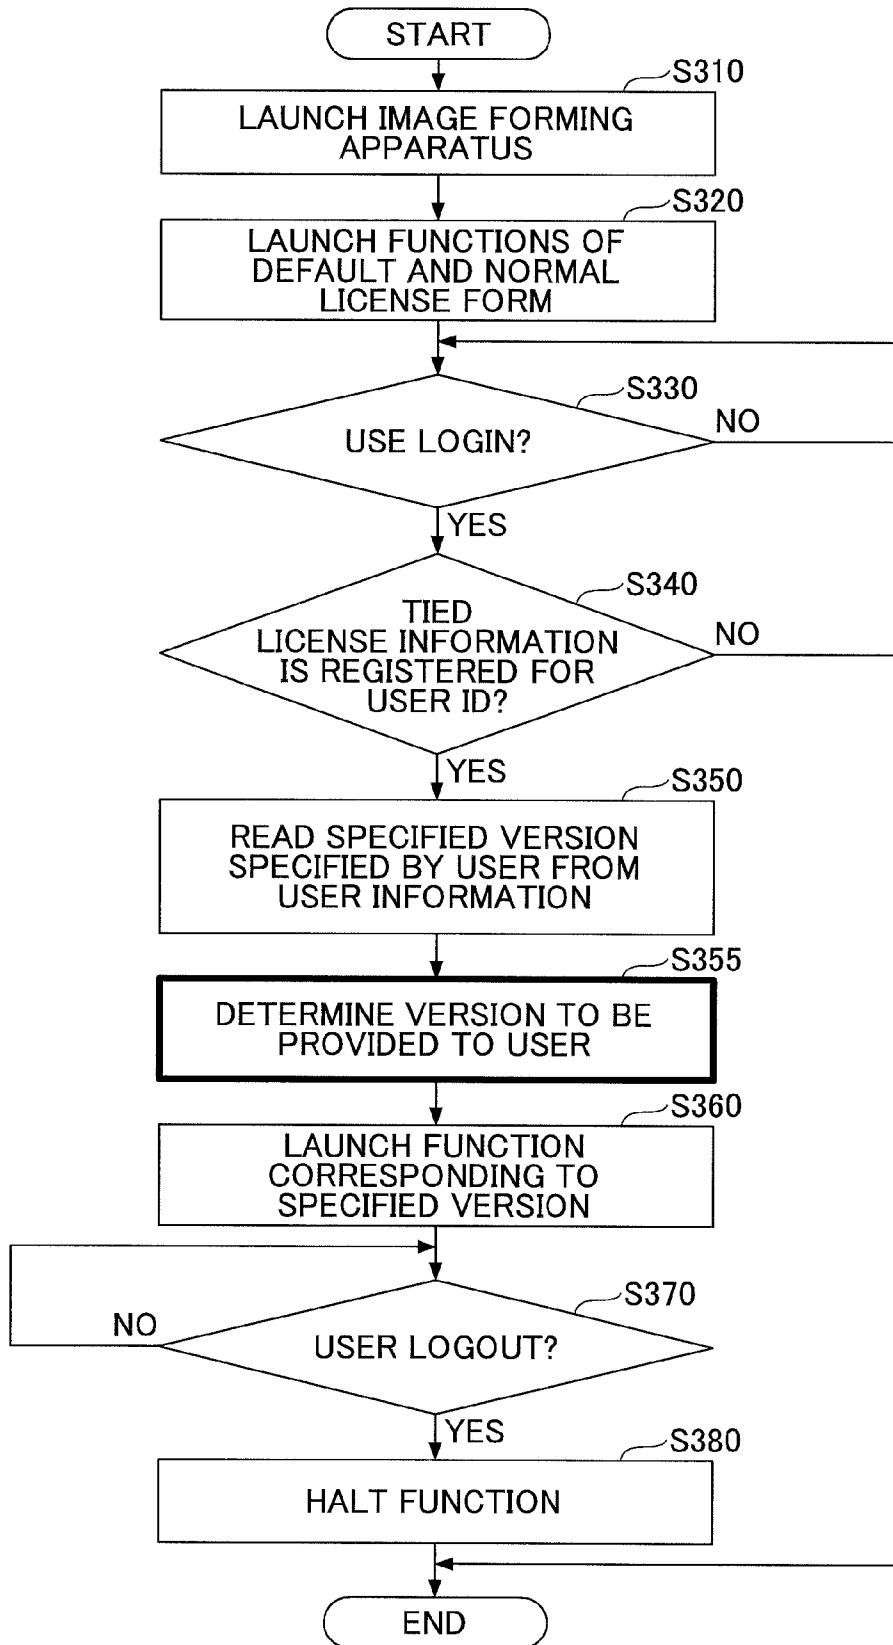 START
S310
LAUNCH IMAGE FORMING
APPARATUS
S320
LAUNCH FUNCTIONS OF
DEFAULT AND NORMAL
LICENSE FORM
S330
USE LOGIN?
NO
YES
S340
TIED
LICENSE INFORMATION
IS REGISTERED FOR
USER ID?
NO
YES
S350
READ SPECIFIED VERSION
SPECIFIED BY USER FROM
USER INFORMATION
S355
DETERMINE VERSION TO BE
PROVIDED TO USER
S360
LAUNCH FUNCTION
CORRESPONDING TO
SPECIFIED VERSION
S370
NO
USER LOGOUT?
YES
S380
HALT FUNCTION
END